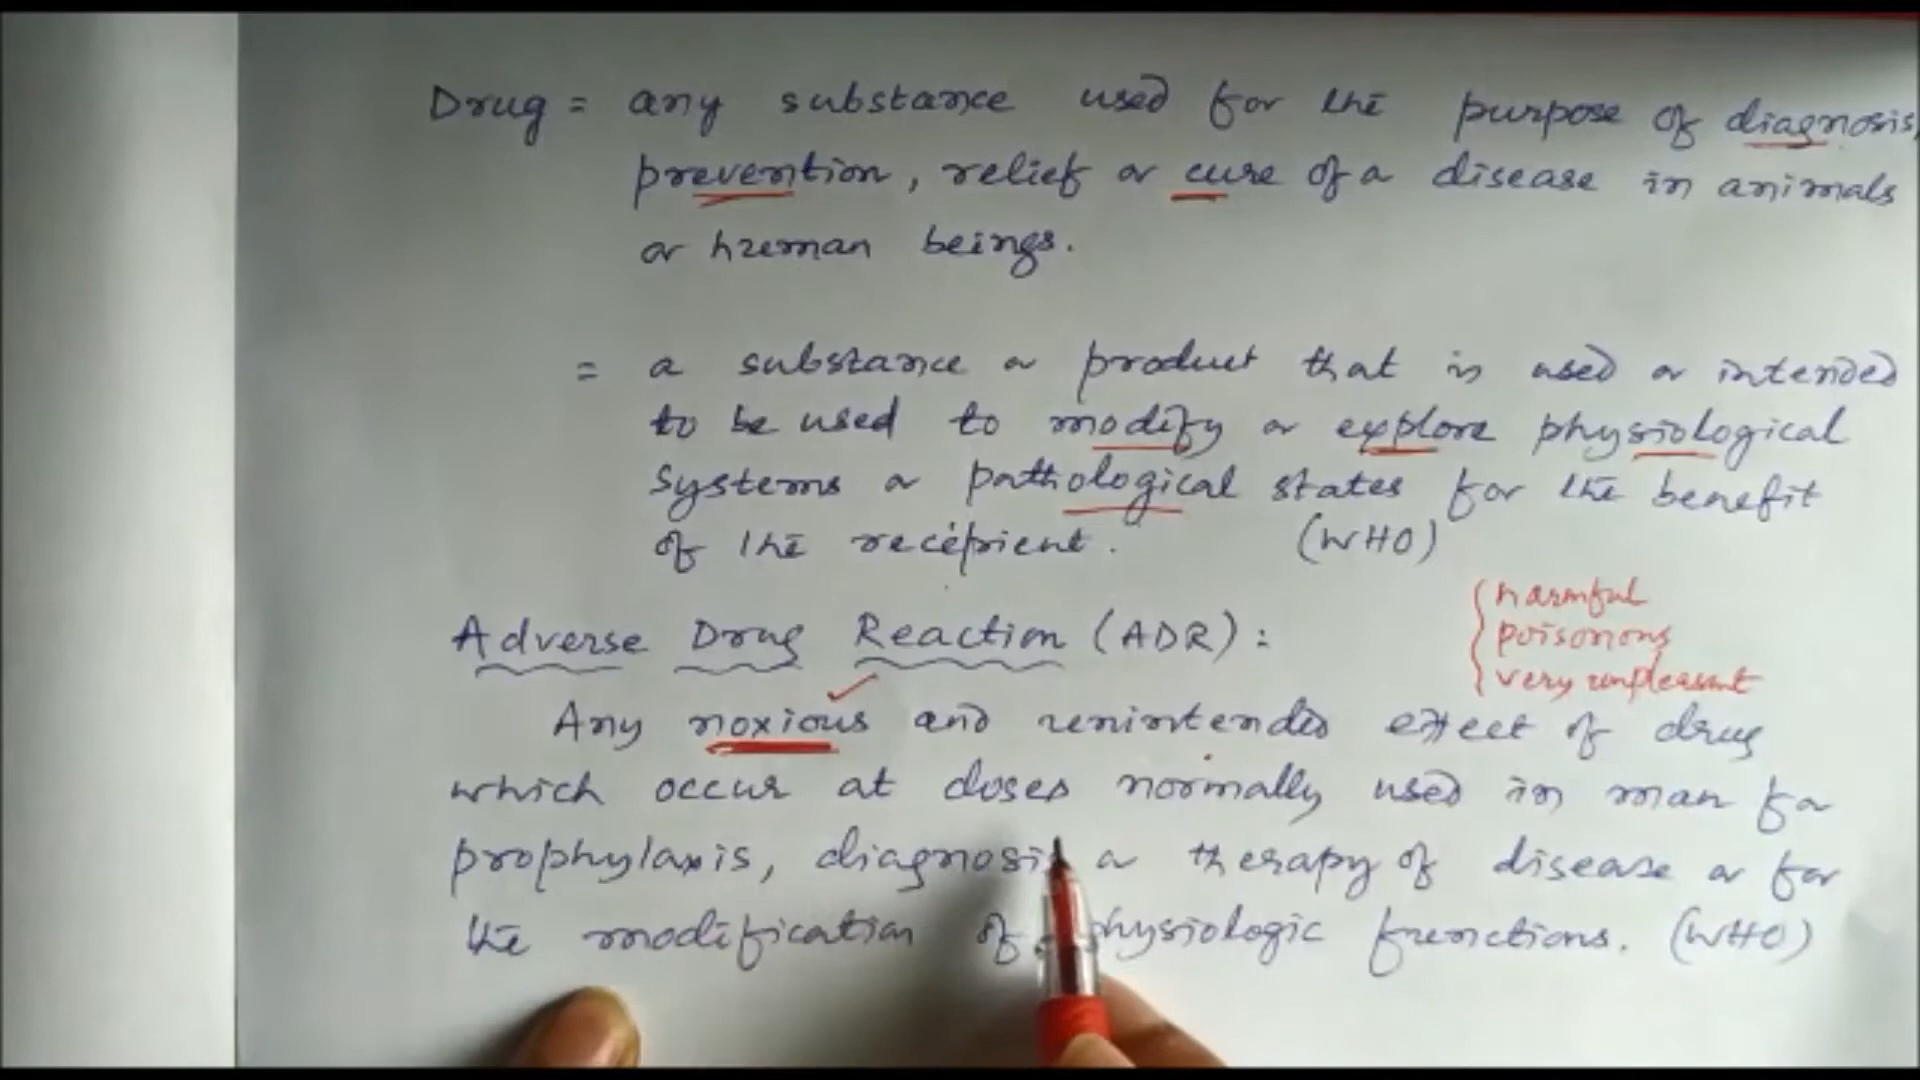 Drug = any substance used for the purpose of diagnosis,
prevention, relief or cure of a disease in animals
or human beings.
= a substance or product that is used or intended
to be used to modify or explore physiological
systems or pathological states for the benefit
of the recepient. (WHO)
Adverse Drug Reaction (ADR):
harmful
poisonous
very unpleasant
Any noxious and unintended effect of drug
which occur at doses normally used in man for
prophylaxis, diagnosis or therapy of disease or for
the modification of physiologic functions. (WHO)